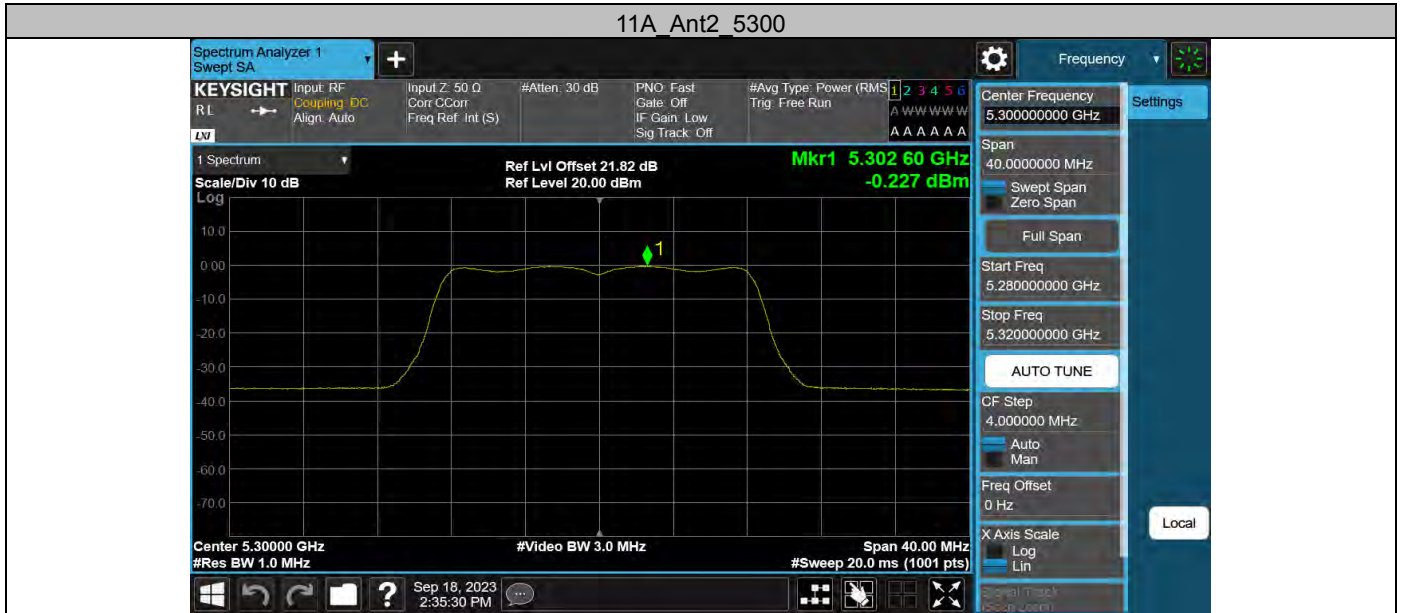 11A_Ant2_5300
Spectrum Analyzer 1
Swept SA
+
Frequency
KEYSIGHT
RL
LXI
Input: RF
Coupling: DC
Align: Auto
Input Z: 50 Ω
Corr CCorr
Freq Ref: Int (S)
#Atten: 30 dB
PNO: Fast
Gate: Off
IF Gain: Low
Sig Track: Off
#Avg Type: Power (RMS
Trig: Free Run
1 2 3 4 5 6
A W W W W W
A A A A A A
Center Frequency
5.300000000 GHz
Settings
Span
40.0000000 MHz
Swept Span
Zero Span
Full Span
Start Freq
5.280000000 GHz
Stop Freq
5.320000000 GHz
AUTO TUNE
CF Step
4.000000 MHz
Auto
Man
Freq Offset
0 Hz
X Axis Scale
Log
Lin
Signal Track
(Span Zoom)
Local
1 Spectrum
Scale/Div 10 dB
Log
Ref Lvl Offset 21.82 dB
Ref Level 20.00 dBm
Mkr1 5.302 60 GHz
-0.227 dBm
1
10.0
0.00
-10.0
-20.0
-30.0
-40.0
-50.0
-60.0
-70.0
Center 5.30000 GHz
#Res BW 1.0 MHz
#Video BW 3.0 MHz
Span 40.00 MHz
#Sweep 20.0 ms (1001 pts)
?
Sep 18, 2023
2:35:30 PM